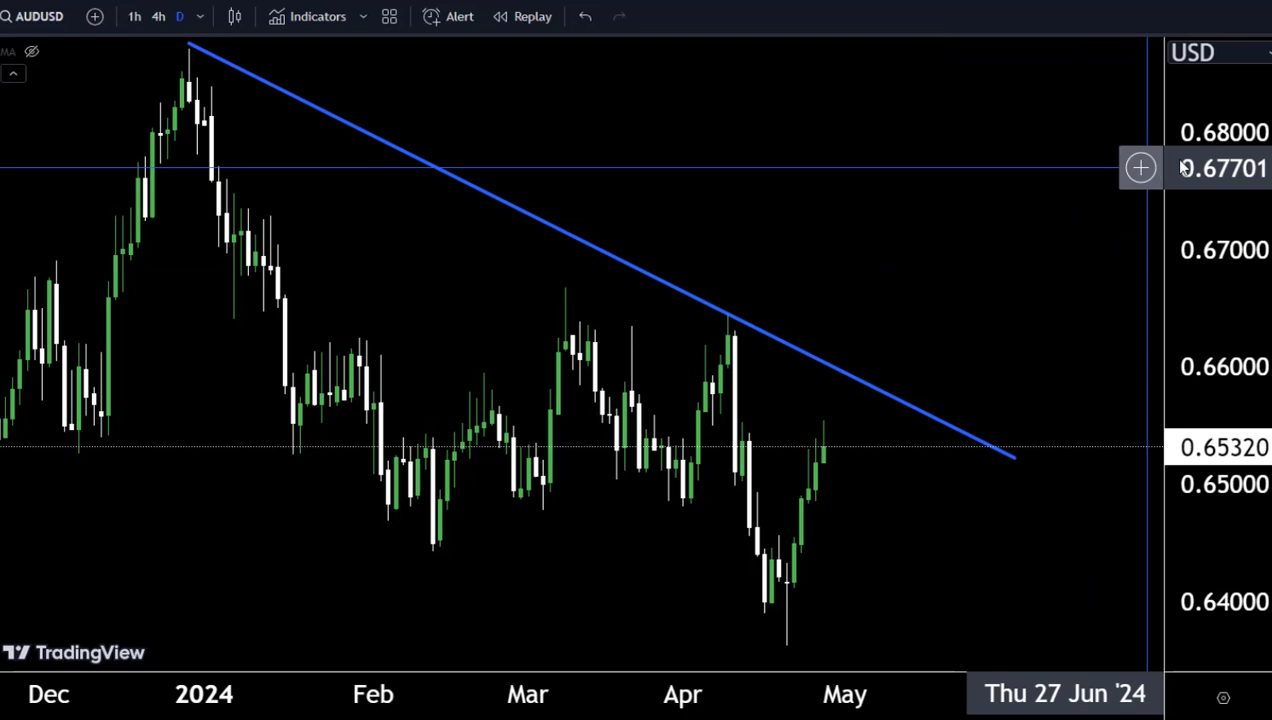 AUDUSD 1h 4h D Indicators Alert Replay
MA
USD
0.68000
0.67701
0.67000
0.66000
0.65320
0.65000
0.64000
TradingView
Dec 2024 Feb Mar Apr May Thu 27 Jun '24